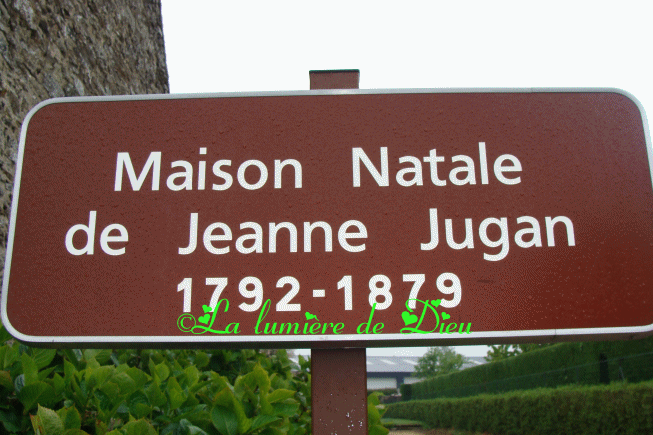 Maison Natale
de Jeanne Jugan
1792-1879
©La lumière de Dieu